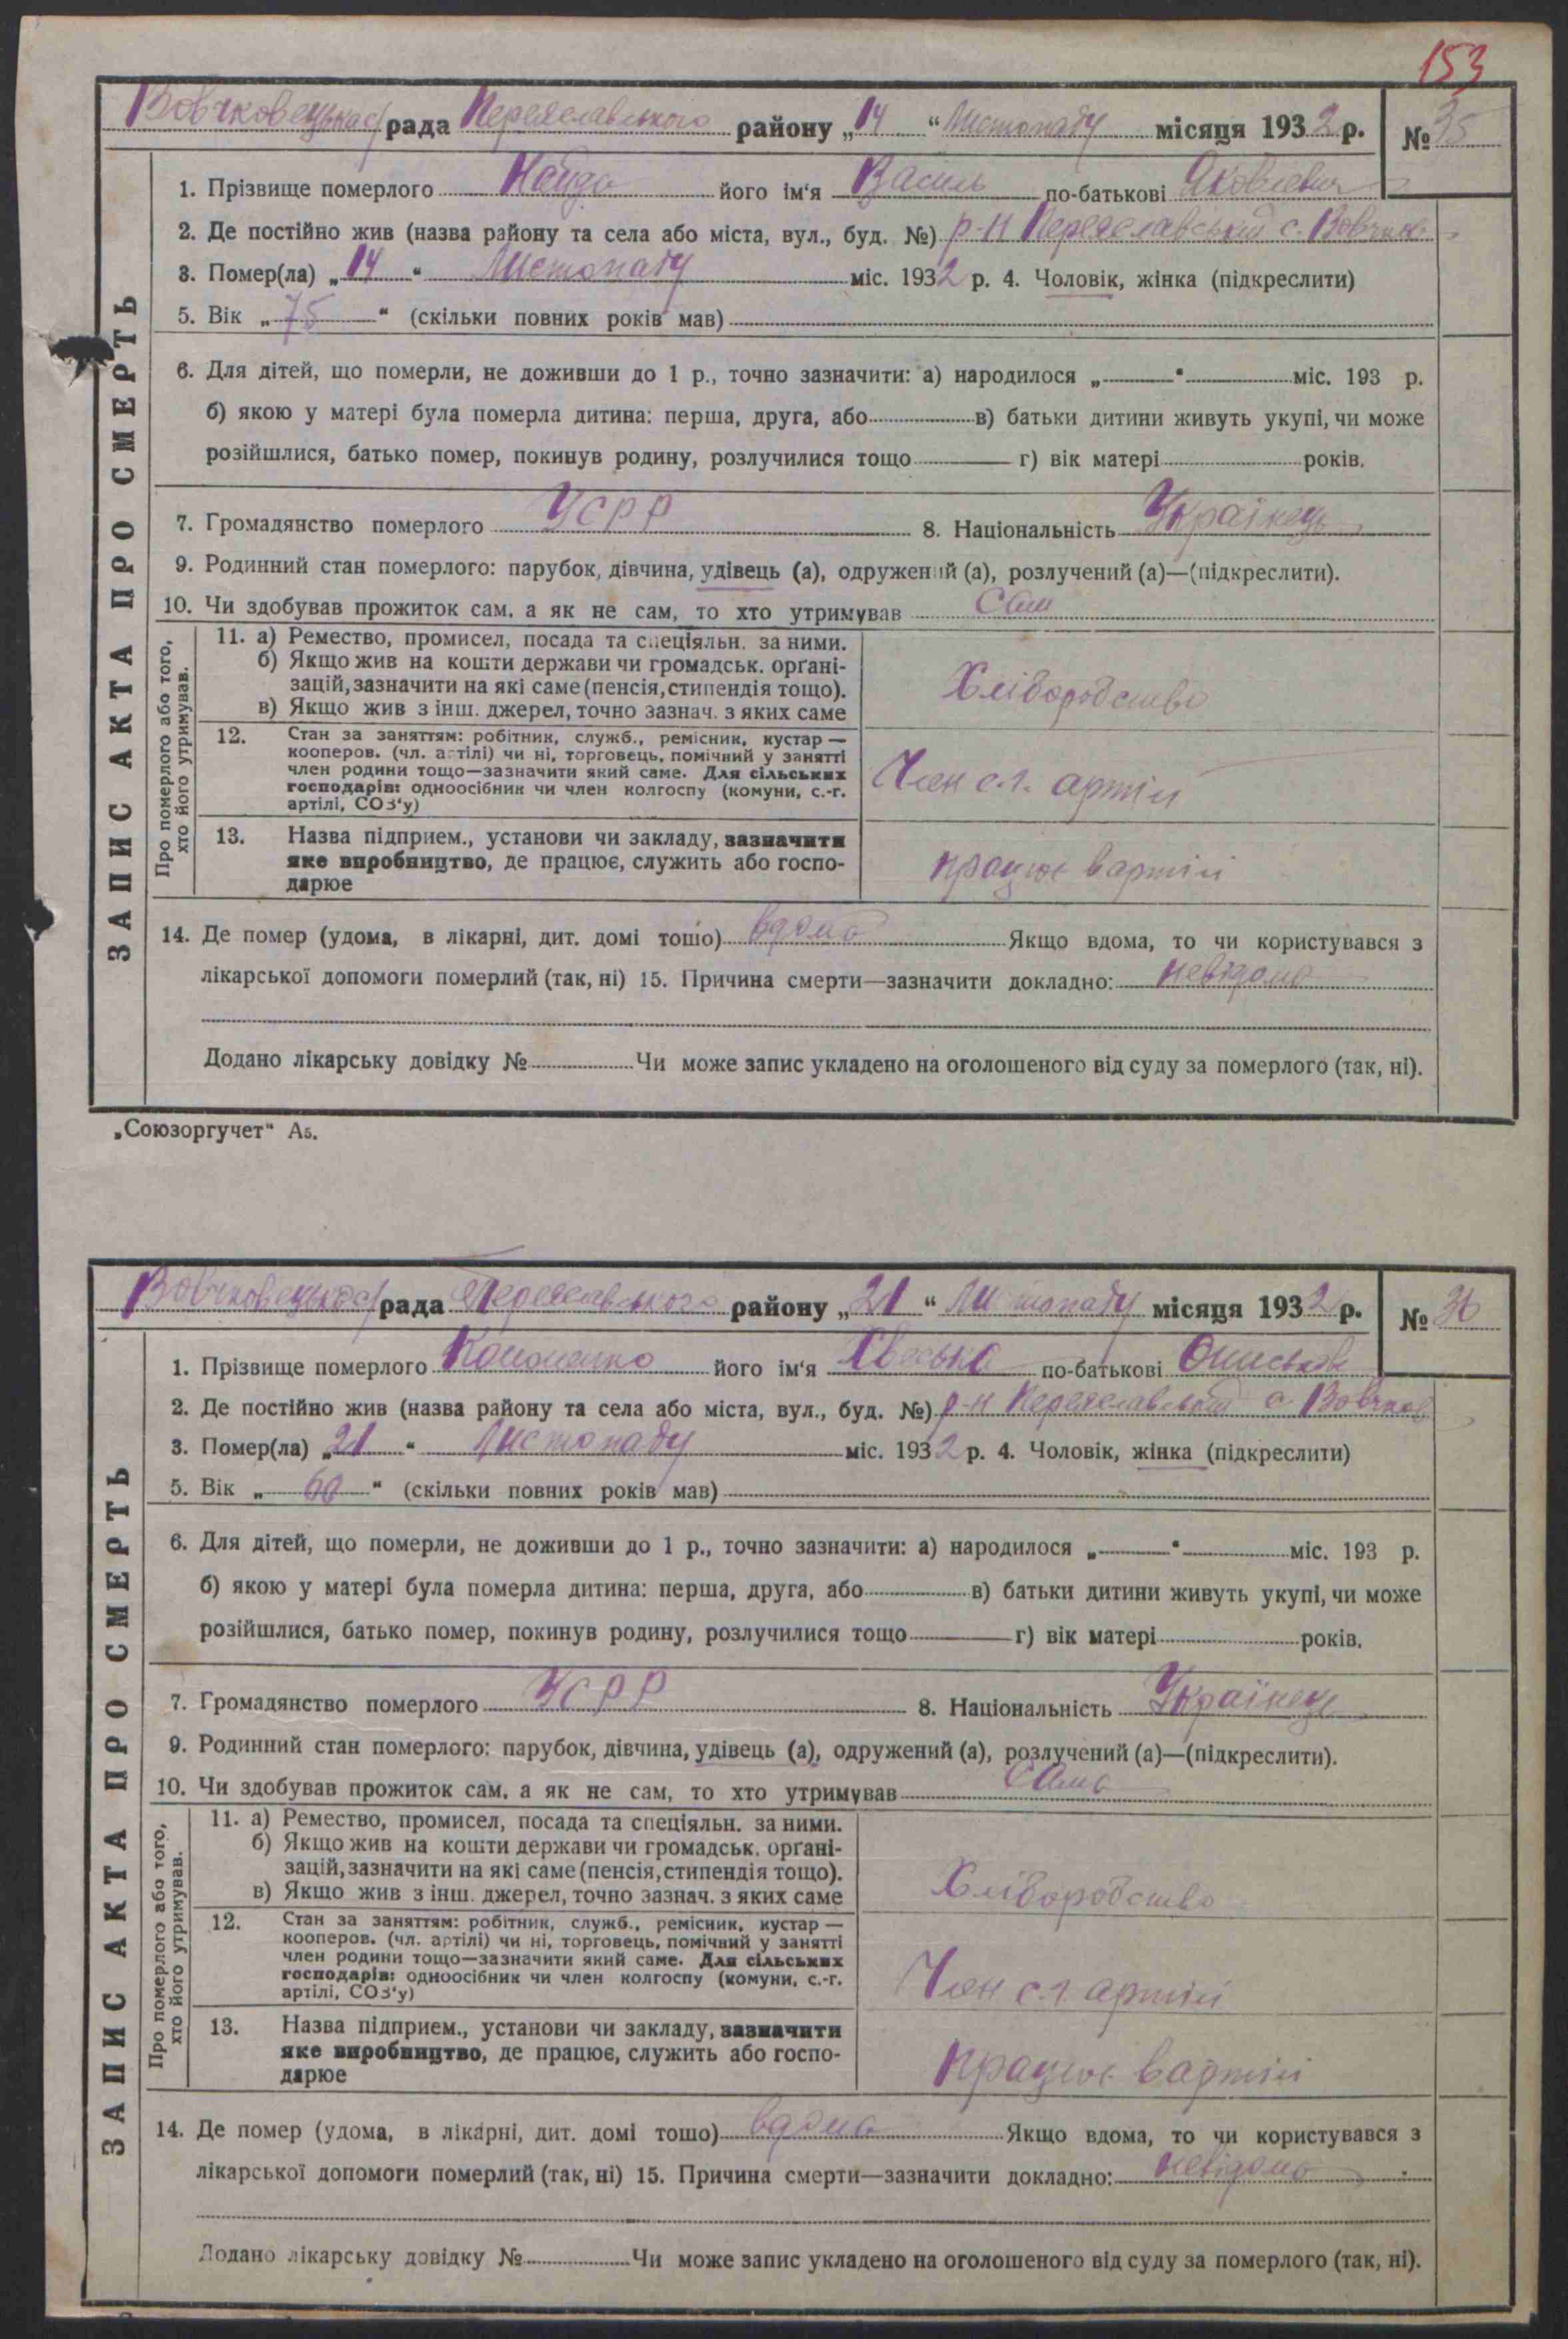 153
рада Переяславського району „14“ Листопаду місяця 1932 р. № 35
1. Прізвище померлого його ім‘я Василь по-батькові Яковлевич
2. Де постійно жив (назва району та села або міста, вул., буд. №) р-н Переяславський с.
3. Помер(ла) „14“ Листопаду міс. 1932 р. 4. Чоловік, жінка (підкреслити)
5. Вік „75“ (скільки повних років мав)
6. Для дітей, що померли, не доживши до 1 р., точно зазначити: а) народилося „ “ міс. 193 р.
б) якою у матері була померла дитина: перша, друга, або в) батьки дитини живуть укупі, чи може
розійшлися, батько помер, покинув родину, розлучилися тощо г) вік матері років.
7. Громадянство померлого УСРР 8. Національність Українець
9. Родинний стан померлого: парубок, дівчина, удівець (а), одружений (а), розлучений (а)—(підкреслити).
10. Чи здобував прожиток сам, а як не сам, то хто утримував Сам
11. а) Ремество, промисел, посада та спеціяльн. за ними.
б) Якщо жив на кошти держави чи громадськ. орґані-
зацій, зазначити на які саме (пенсія, стипендія тощо).
в) Якщо жив з інш. джерел, точно зазнач. з яких саме
Хліборобство
12. Стан за заняттям: робітник, служб., ремісник, кустар —
кооперов. (чл. артілі) чи ні, торговець, помічний у занятті
член родини тощо—зазначити який саме. Для сільських
господарів: одноосібник чи член колгоспу (комуни, с.-г.
артілі, СОЗ‘у)
Член с.г. артілі
13. Назва підприєм., установи чи закладу, зазначити
яке виробництво, де працює, служить або госпо-
дарює
працює вартілі
14. Де помер (удома, в лікарні, дит. домі тощо) вдома Якщо вдома, то чи користувався з
лікарської допомоги померлий (так, ні) 15. Причина смерти—зазначити докладно: невідома
Додано лікарську довідку № Чи може запис укладено на оголошеного від суду за померлого (так, ні).
ЗАПИС АКТА ПРО СМЕРТЬ
Про померлого або того,
хто його утримував.
„Союзоргучет“ А5.
рада Переяславського району „21“ Листопаду місяця 1932 р. № 36
1. Прізвище померлого Кононенко його ім‘я по-батькові
2. Де постійно жив (назва району та села або міста, вул., буд. №) р-н Переяславський с.
3. Помер(ла) „21“ Листопаду міс. 1932 р. 4. Чоловік, жінка (підкреслити)
5. Вік „60“ (скільки повних років мав)
6. Для дітей, що померли, не доживши до 1 р., точно зазначити: а) народилося „ “ міс. 193 р.
б) якою у матері була померла дитина: перша, друга, або в) батьки дитини живуть укупі, чи може
розійшлися, батько помер, покинув родину, розлучилися тощо г) вік матері років.
7. Громадянство померлого УСРР 8. Національність Українець
9. Родинний стан померлого: парубок, дівчина, удівець (а), одружений (а), розлучений (а)—(підкреслити).
10. Чи здобував прожиток сам, а як не сам, то хто утримував Сама
11. а) Ремество, промисел, посада та спеціяльн. за ними.
б) Якщо жив на кошти держави чи громадськ. орґані-
зацій, зазначити на які саме (пенсія, стипендія тощо).
в) Якщо жив з інш. джерел, точно зазнач. з яких саме
Хліборобство
12. Стан за заняттям: робітник, служб., ремісник, кустар —
кооперов. (чл. артілі) чи ні, торговець, помічний у занятті
член родини тощо—зазначити який саме. Для сільських
господарів: одноосібник чи член колгоспу (комуни, с.-г.
артілі, СОЗ‘у)
Член с.г. артілі
13. Назва підприєм., установи чи закладу, зазначити
яке виробництво, де працює, служить або госпо-
дарює
працює вартілі
14. Де помер (удома, в лікарні, дит. домі тощо) вдома Якщо вдома, то чи користувався з
лікарської допомоги померлий (так, ні) 15. Причина смерти—зазначити докладно: невідома
Додано лікарську довідку № Чи може запис укладено на оголошеного від суду за померлого (так, ні).
ЗАПИС АКТА ПРО СМЕРТЬ
Про померлого або того,
хто його утримував.